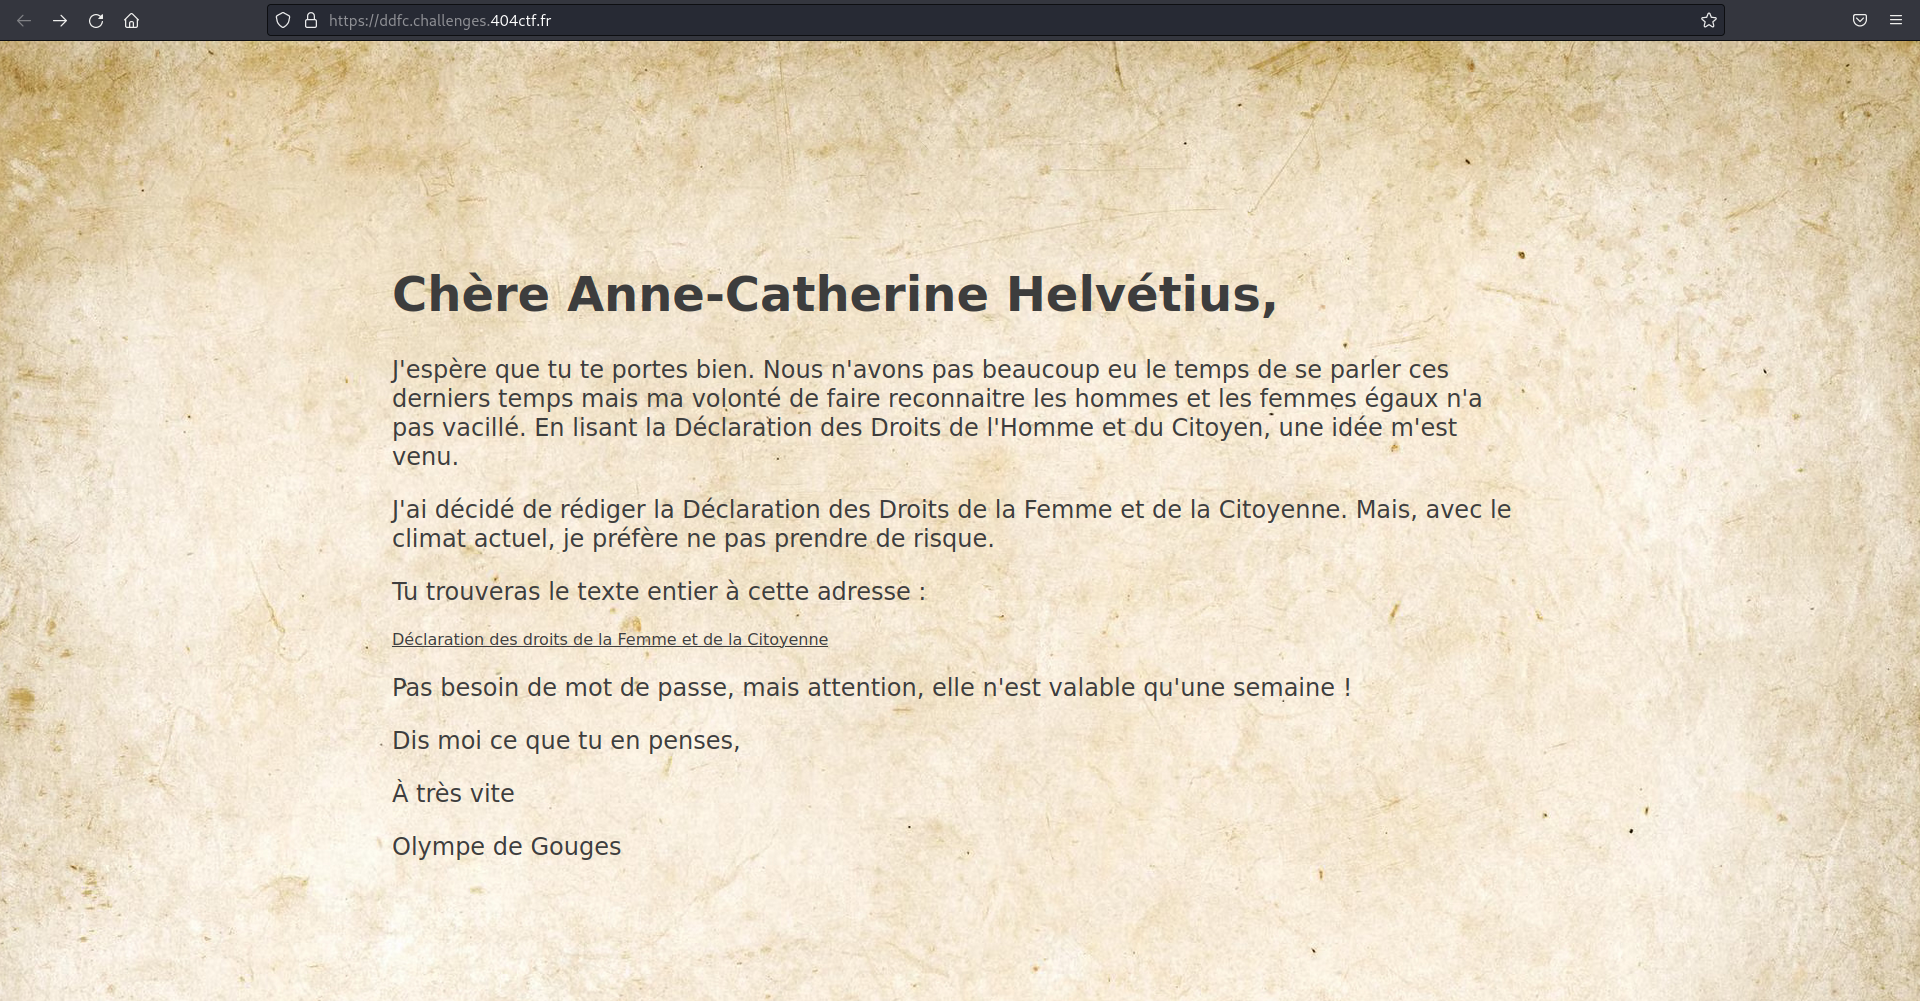 https://ddfc.challenges.404ctf.fr
Chère Anne-Catherine Helvétius,
J'espère que tu te portes bien. Nous n'avons pas beaucoup eu le temps de se parler ces
derniers temps mais ma volonté de faire reconnaitre les hommes et les femmes égaux n'a
pas vacillé. En lisant la Déclaration des Droits de l'Homme et du Citoyen, une idée m'est
venu.
J'ai décidé de rédiger la Déclaration des Droits de la Femme et de la Citoyenne. Mais, avec le
climat actuel, je préfère ne pas prendre de risque.
Tu trouveras le texte entier à cette adresse :
Déclaration des droits de la Femme et de la Citoyenne
Pas besoin de mot de passe, mais attention, elle n'est valable qu'une semaine !
Dis moi ce que tu en penses,
À très vite
Olympe de Gouges